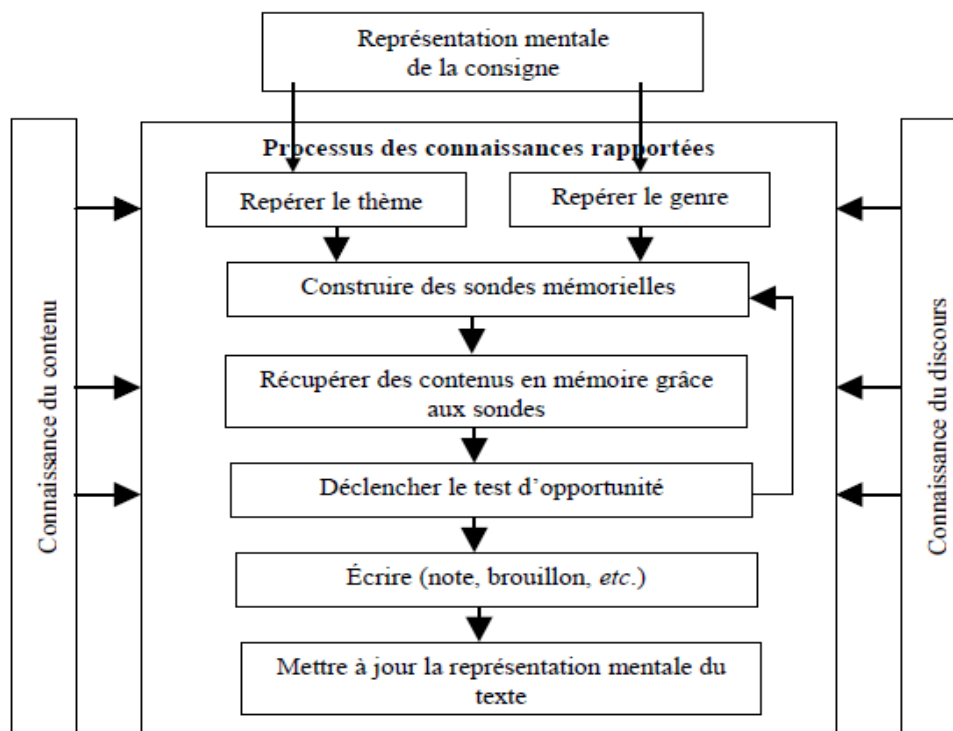 Représentation mentale
de la consigne
Processus des connaissances rapportées
Repérer le thème
Repérer le genre
Construire des sondes mémorielles
Récupérer des contenus en mémoire grâce
aux sondes
Déclencher le test d’opportunité
Écrire (note, brouillon, etc.)
Mettre à jour la représentation mentale du
texte
Connaissance du contenu
Connaissance du discours